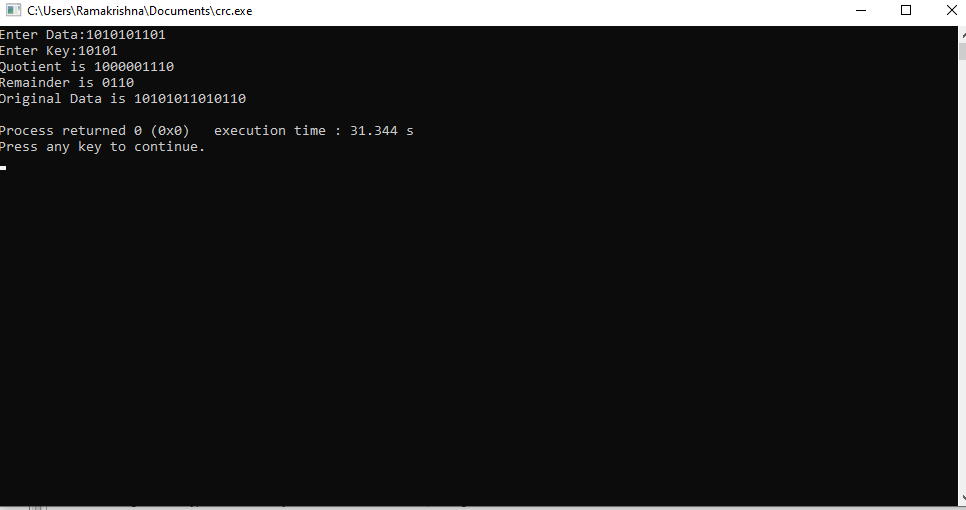 C:\Users\Ramakrishna\Documents\crc.exe
Enter Data:1010101101
Enter Key:10101
Quotient is 1000001110
Remainder is 0110
Original Data is 10101011010110
Process returned 0 (0x0)   execution time : 31.344 s
Press any key to continue.